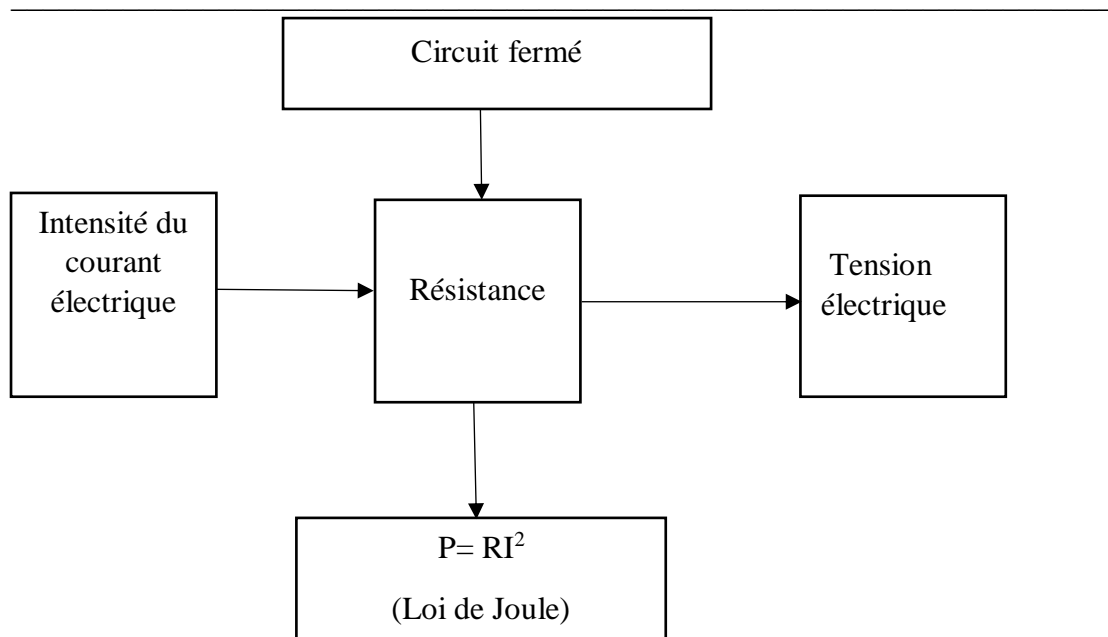 Circuit fermé
Intensité du
courant
électrique
Résistance
Tension
électrique
P= RI²
(Loi de Joule)